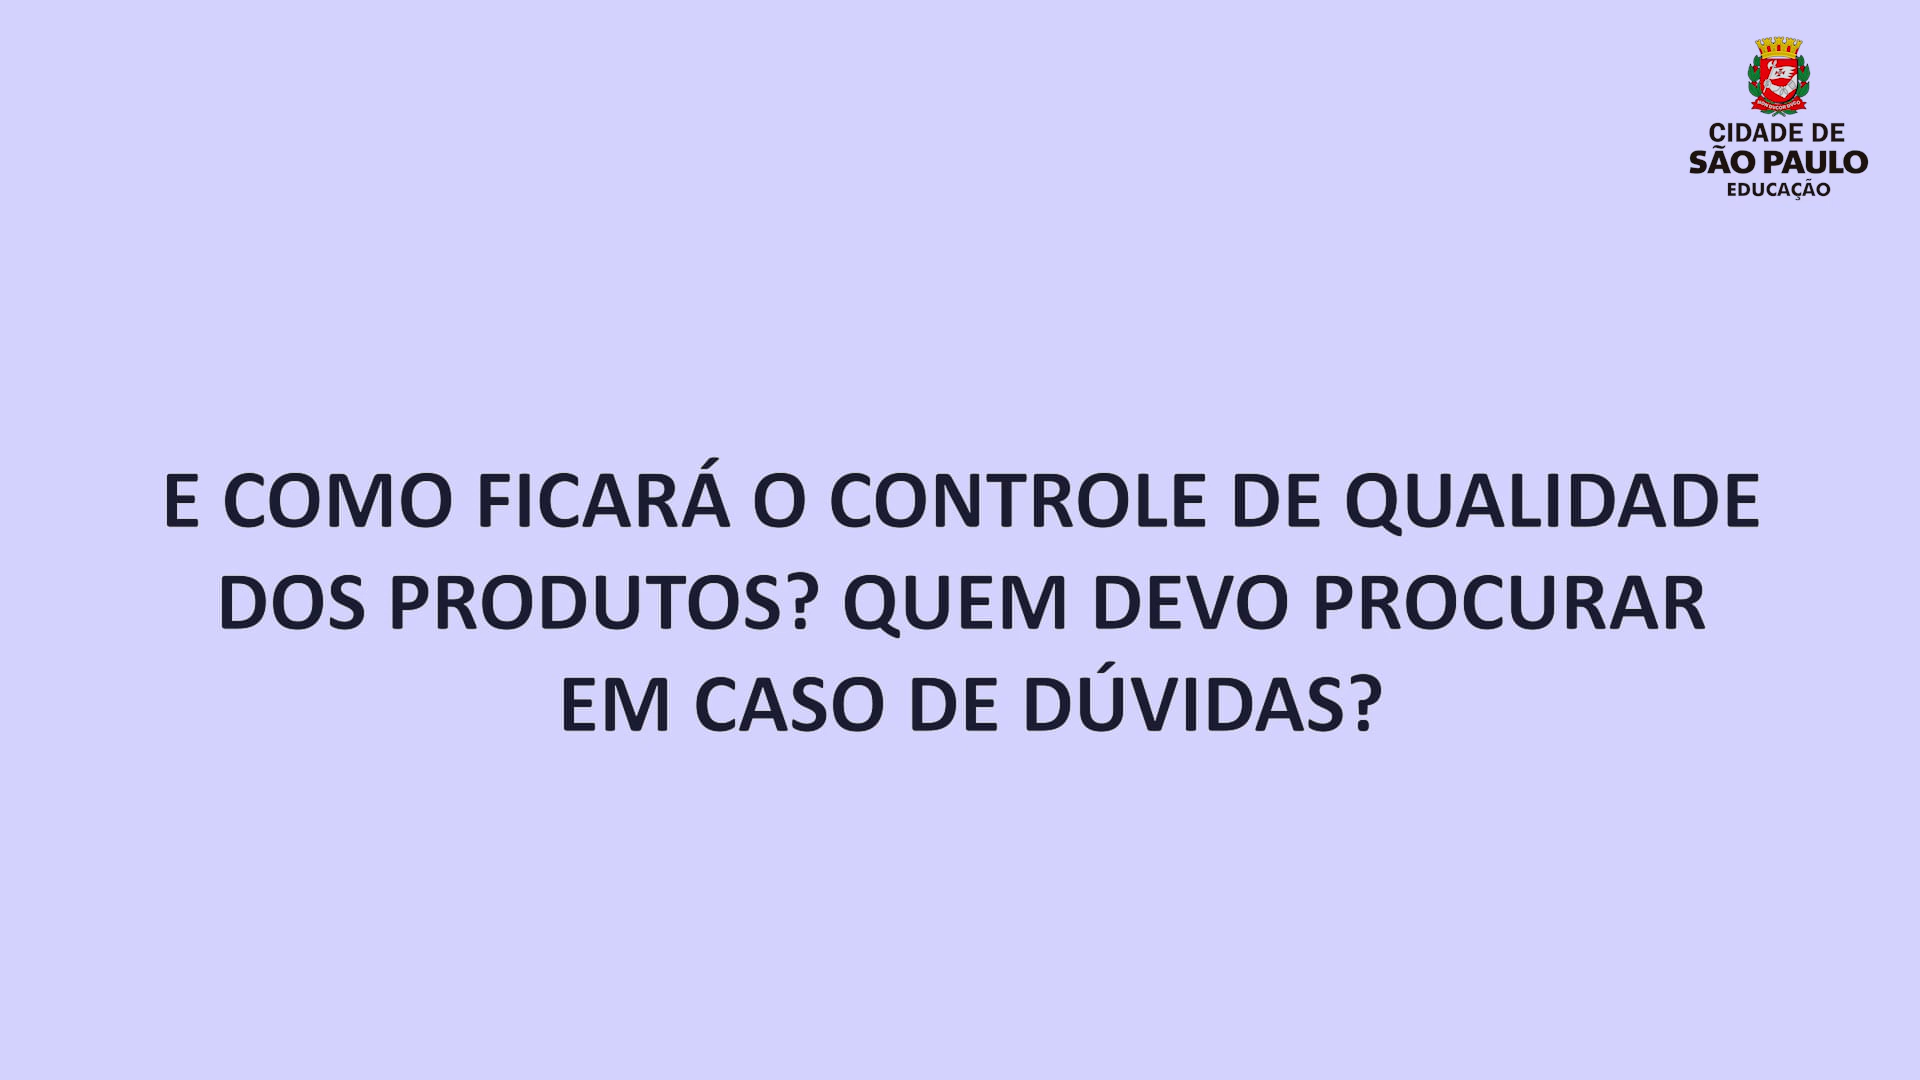 CIDADE DE
SÃO PAULO
EDUCAÇÃO
E COMO FICARÁ O CONTROLE DE QUALIDADE
DOS PRODUTOS? QUEM DEVO PROCURAR
EM CASO DE DÚVIDAS?